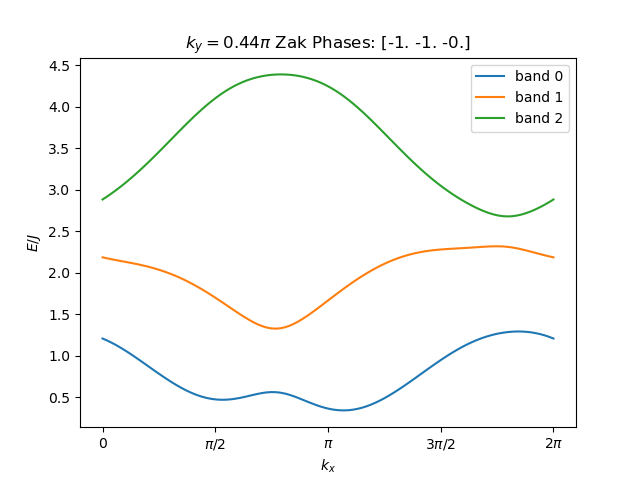 $k_y = 0.44\pi$ Zak Phases: [-1. -1. -0.]
4.5
4.0
3.5
3.0
2.5
2.0
1.5
1.0
0.5
E/J
band 0
band 1
band 2
0
π/2
π
3π/2
2π
$k_x$